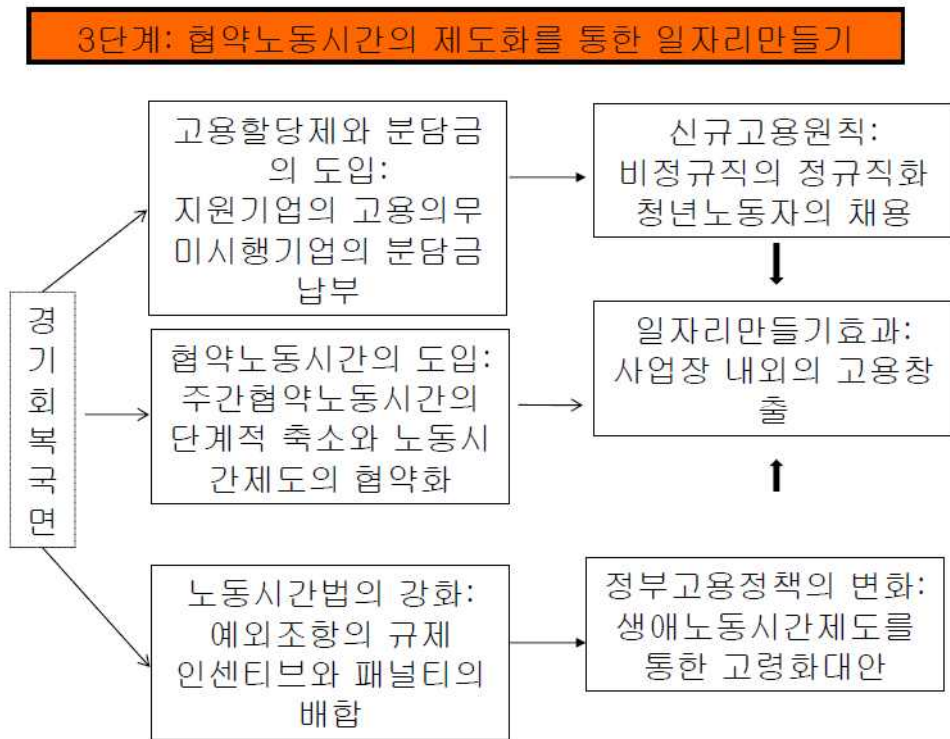 3단계: 협약노동시간의 제도화를 통한 일자리만들기
경
기
회
복
국
면
고용할당제와 분담금
의 도입:
지원기업의 고용의무
미시행기업의 분담금
납부
신규고용원칙:
비정규직의 정규직화
청년노동자의 채용
협약노동시간의 도입:
주간협약노동시간의
단계적 축소와 노동시
간제도의 협약화
일자리만들기효과:
사업장 내외의 고용창
출
노동시간법의 강화:
예외조항의 규제
인센티브와 패널티의
배합
정부고용정책의 변화:
생애노동시간제도를
통한 고령화대안